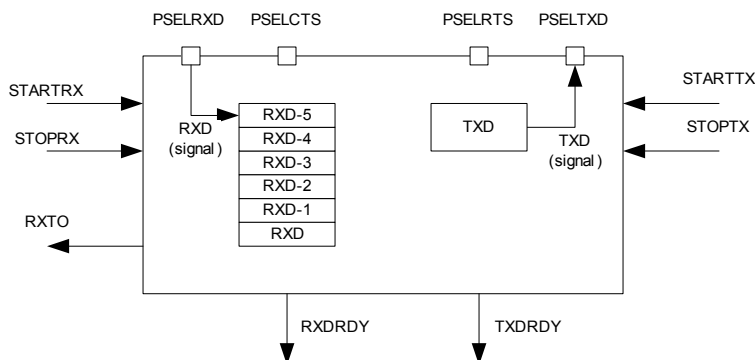 PSELRXD PSELCTS PSELRTS PSELTXD
STARTRX
STARTTX
STOPRX
STOPTX
RXTO
RXD
(signal)
RXD-5
RXD-4
RXD-3
RXD-2
RXD-1
RXD
TXD
TXD
(signal)
RXDRDY
TXDRDY